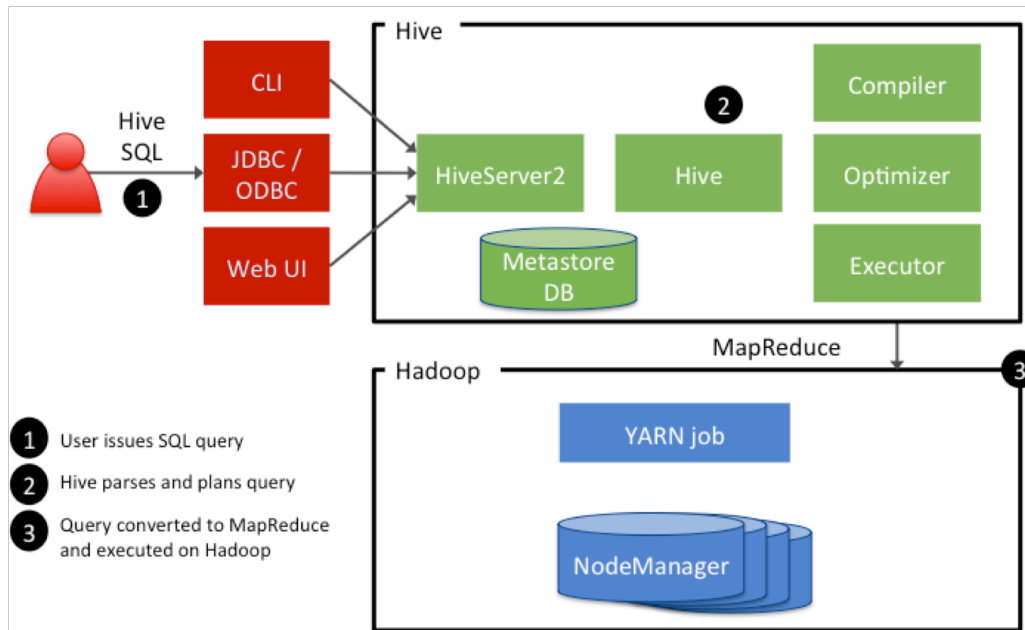 Hive
CLI
Compiler
2
Hive
SQL
JDBC /
ODBC
HiveServer2
Hive
Optimizer
1
Web UI
Metastore
DB
Executor
MapReduce
3
Hadoop
YARN job
1 User issues SQL query
2 Hive parses and plans query
3 Query converted to MapReduce
and executed on Hadoop
NodeManager